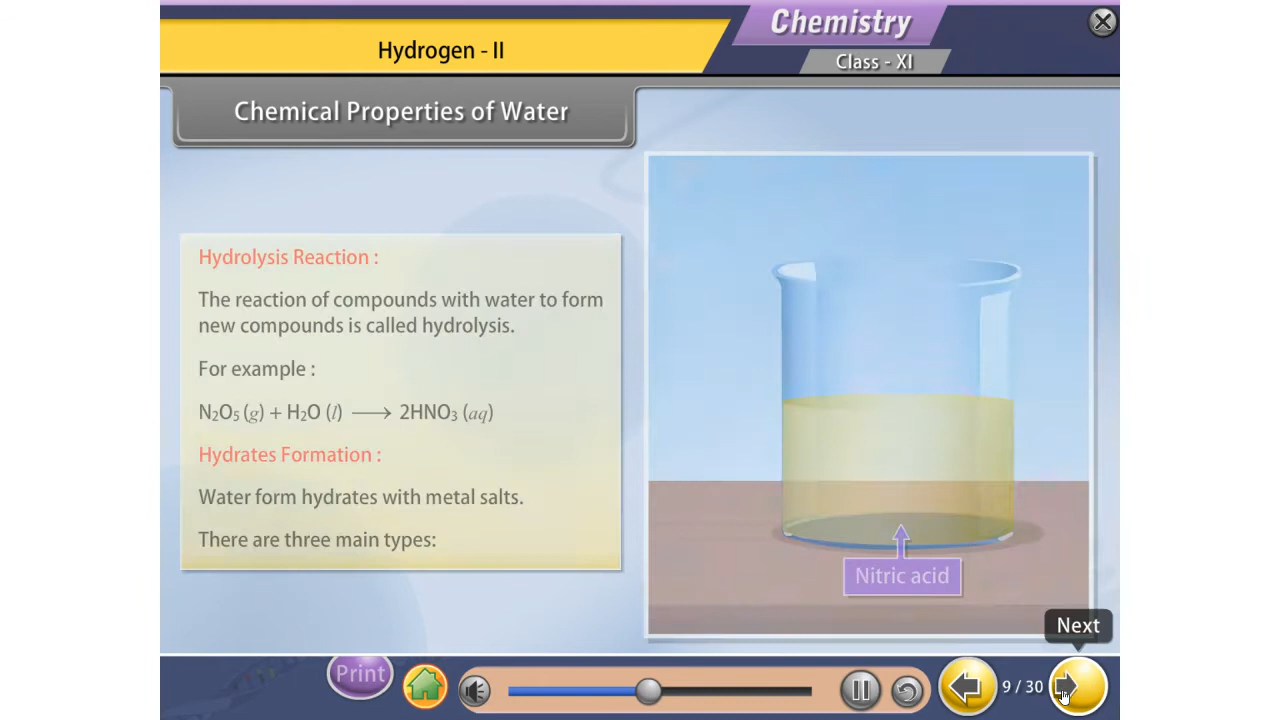 Chemistry
Hydrogen - II
Class - XI
Chemical Properties of Water
Hydrolysis Reaction :
The reaction of compounds with water to form
new compounds is called hydrolysis.
For example :
N₂O₅ (g) + H₂O (l) ⟶ 2HNO₃ (aq)
Hydrates Formation :
Water form hydrates with metal salts.
There are three main types:
Nitric acid
Next
Print
9 / 30